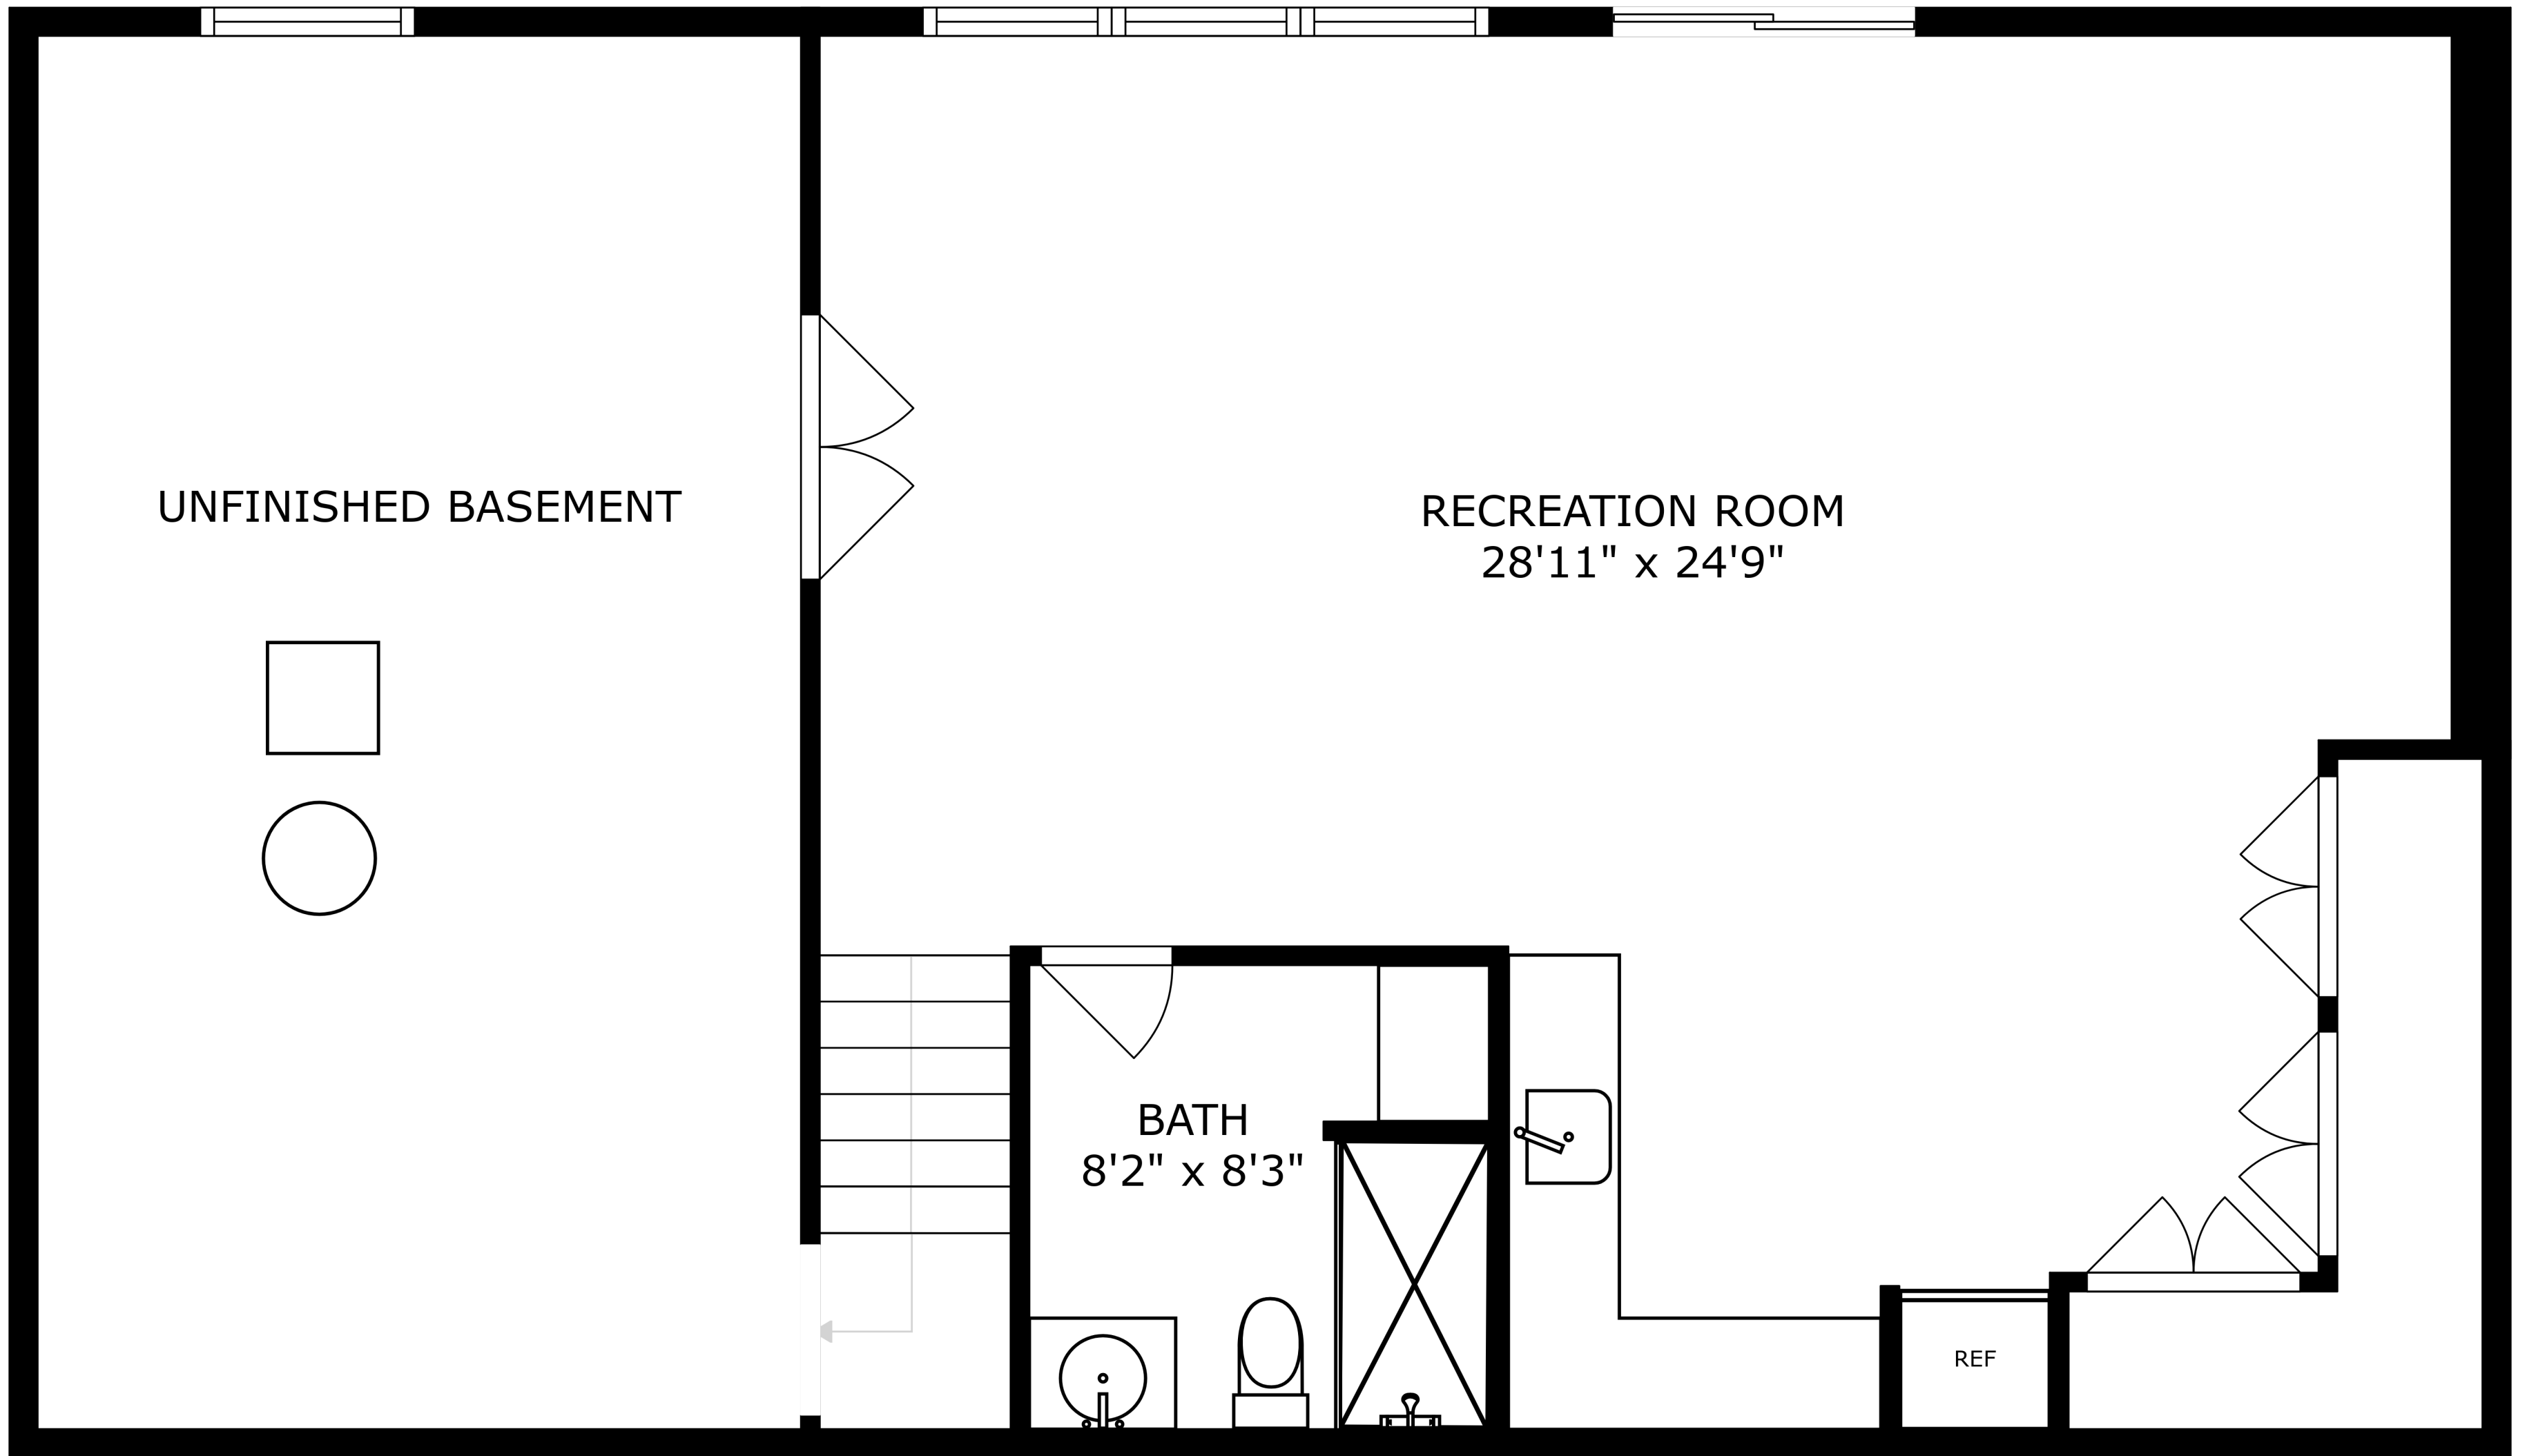 UNFINISHED BASEMENT
RECREATION ROOM
28'11" x 24'9"
BATH
8'2" x 8'3"
REF